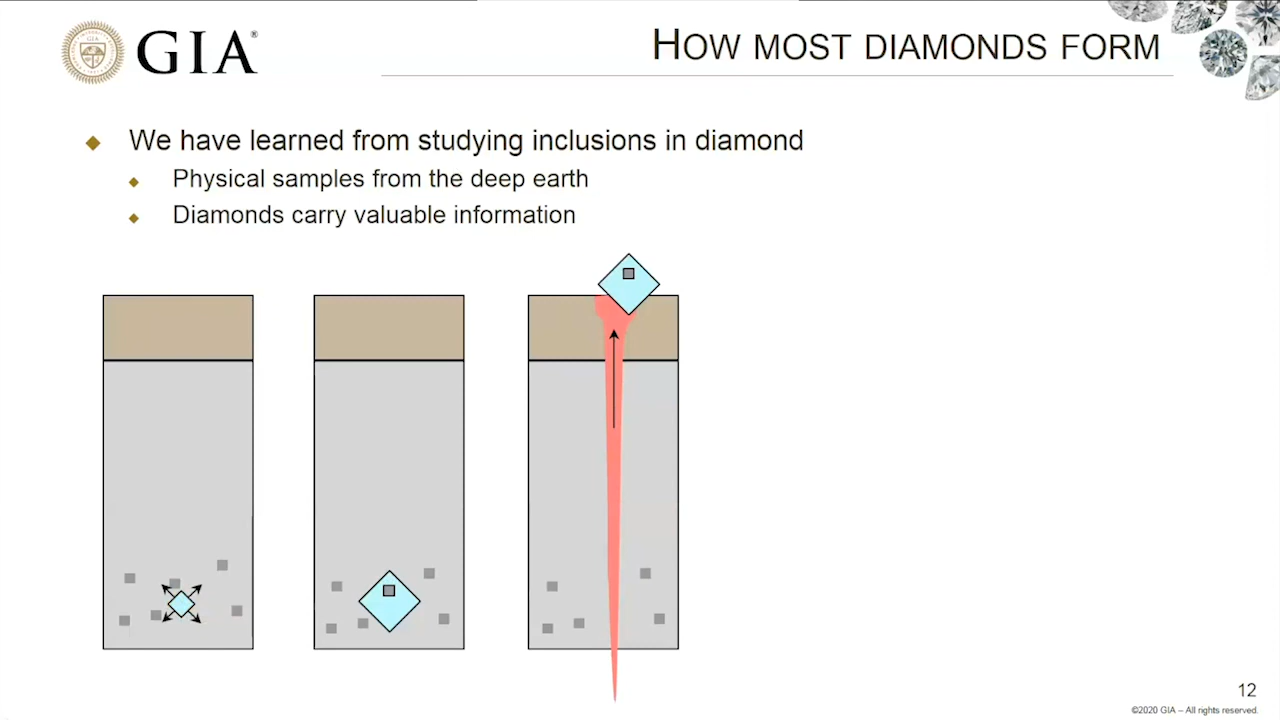 GIA®
HOW MOST DIAMONDS FORM
We have learned from studying inclusions in diamond
Physical samples from the deep earth
Diamonds carry valuable information
12
©2020 GIA – All rights reserved.